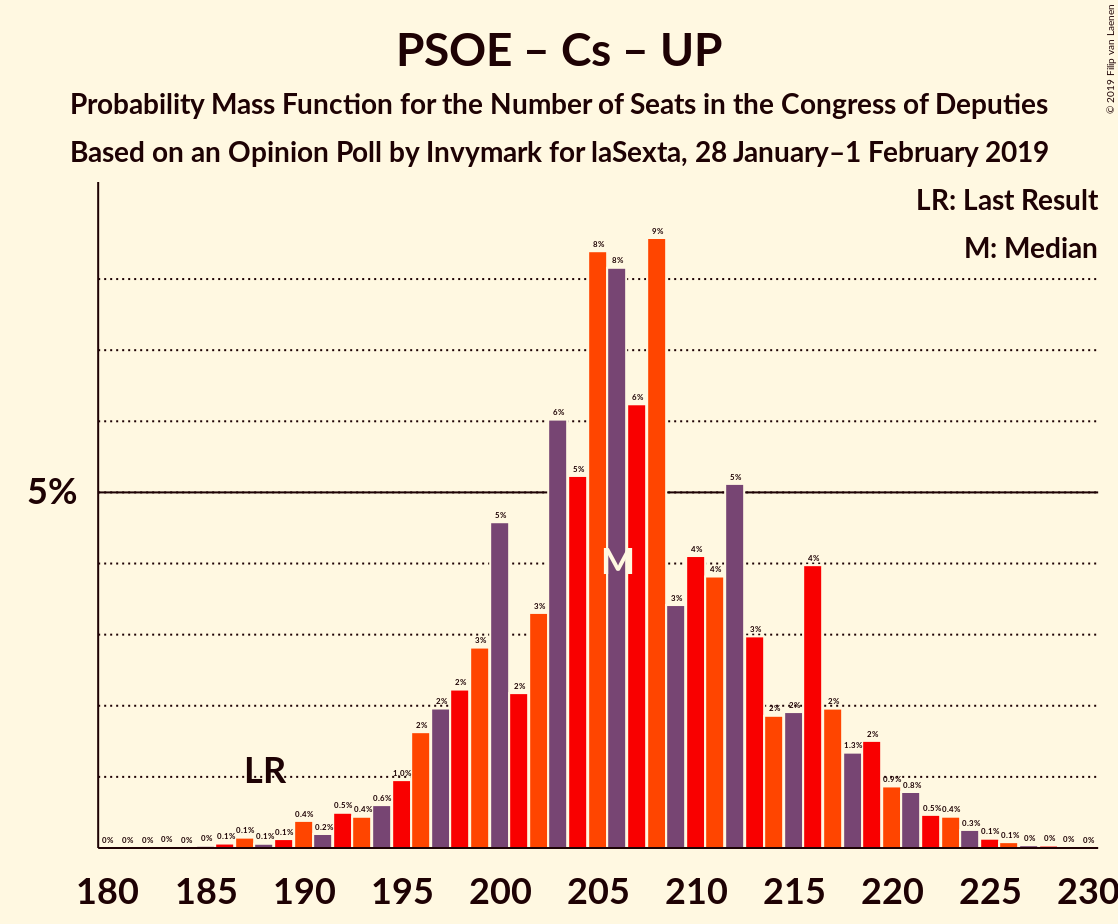 © 2019 Filip van Laenen
PSOE – Cs – UP
Probability Mass Function for the Number of Seats in the Congress of Deputies
Based on an Opinion Poll by Invymark for laSexta, 28 January–1 February 2019
LR: Last Result
M: Median
5%
LR
M
0% 0% 0% 0% 0% 0% 0.1% 0.1% 0.1% 0.1% 0.4% 0.2% 0.5% 0.4% 0.6% 1.0% 2% 2% 2% 3% 5% 2% 3% 6% 5% 8% 8% 6% 9% 3% 4% 4% 5% 3% 2% 2% 4% 2% 1.3% 2% 0.9% 0.8% 0.5% 0.4% 0.3% 0.1% 0.1% 0% 0% 0% 0%
180 185 190 195 200 205 210 215 220 225 230